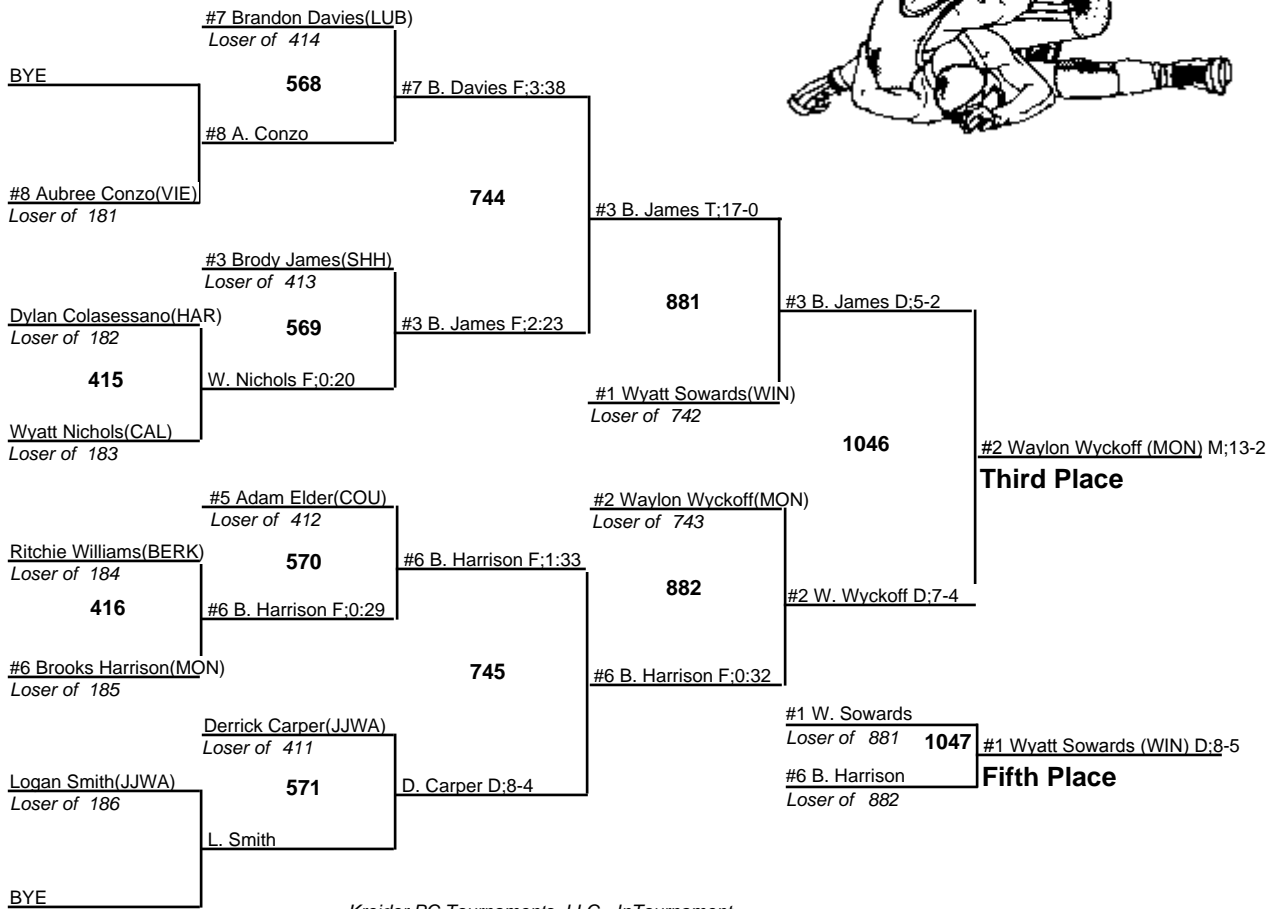 #7 Brandon Davies(LUB)
Loser of 414
BYE
568
#7 B. Davies F;3:38
#8 A. Conzo
#8 Aubree Conzo(VIE)
Loser of 181
744
#3 B. James T;17-0
#3 Brody James(SHH)
Loser of 413
Dylan Colasessano(HAR)
Loser of 182
569
#3 B. James F;2:23
881
#3 B. James D;5-2
415
W. Nichols F;0:20
#1 Wyatt Sowards(WIN)
Loser of 742
Wyatt Nichols(CAL)
Loser of 183
1046
#2 Waylon Wyckoff (MON) M;13-2
Third Place
#5 Adam Elder(COU)
Loser of 412
#2 Waylon Wyckoff(MON)
Loser of 743
Ritchie Williams(BERK)
Loser of 184
570
#6 B. Harrison F;1:33
882
416
#6 B. Harrison F;0:29
#2 W. Wyckoff D;7-4
#6 Brooks Harrison(MON)
Loser of 185
745
#6 B. Harrison F;0:32
Derrick Carper(JJWA)
Loser of 411
#1 W. Sowards
Loser of 881
1047
#1 Wyatt Sowards (WIN) D;8-5
Fifth Place
#6 B. Harrison
Loser of 882
Logan Smith(JJWA)
Loser of 186
571
D. Carper D;8-4
L. Smith
BYE